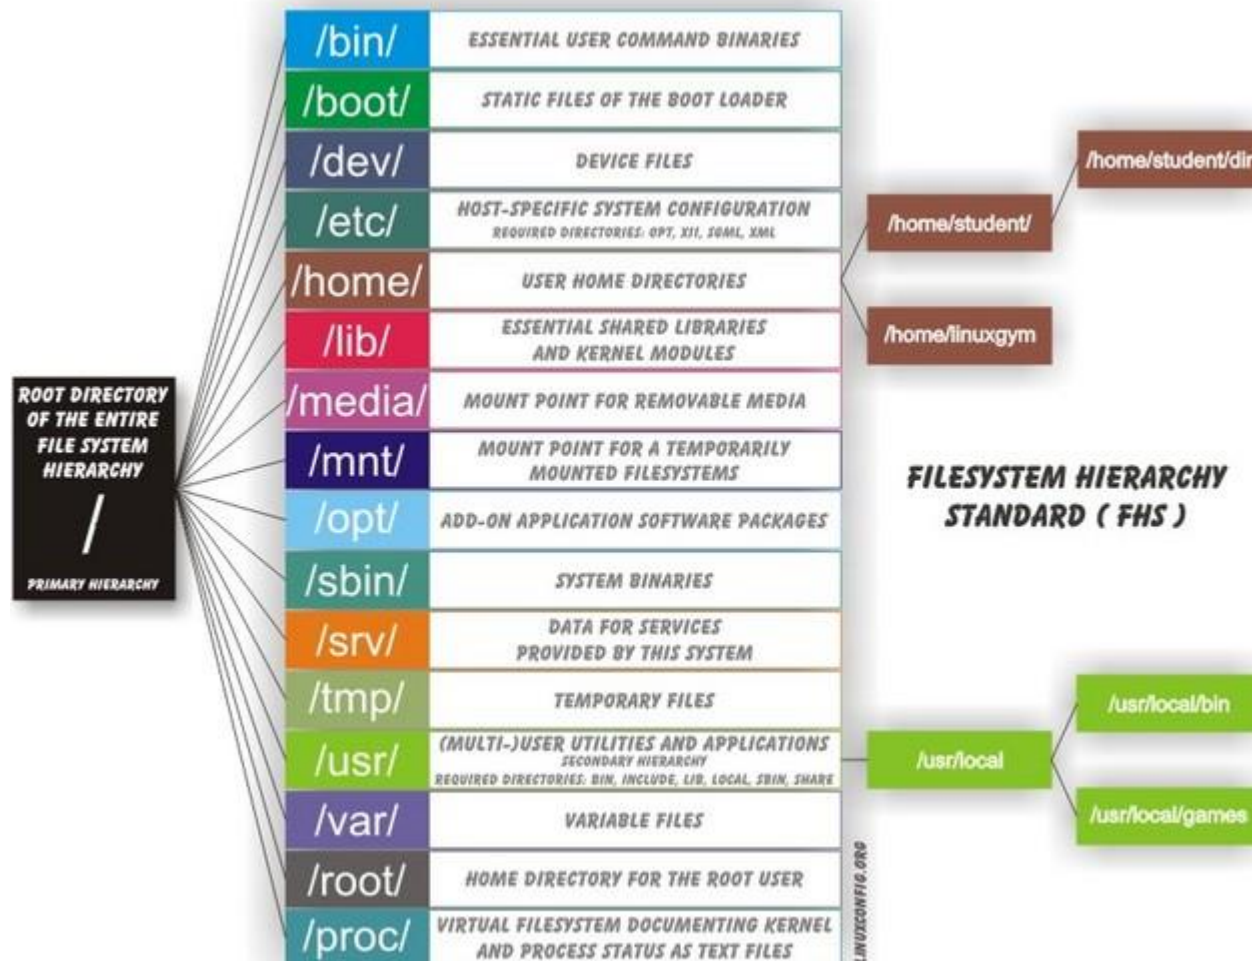 ROOT DIRECTORY
OF THE ENTIRE
FILE SYSTEM
HIERARCHY
/
PRIMARY HIERARCHY
/bin/
ESSENTIAL USER COMMAND BINARIES
/boot/
STATIC FILES OF THE BOOT LOADER
/dev/
DEVICE FILES
/etc/
HOST-SPECIFIC SYSTEM CONFIGURATION
REQUIRED DIRECTORIES: OPT, X11, SGML, XML
/home/
USER HOME DIRECTORIES
/lib/
ESSENTIAL SHARED LIBRARIES
AND KERNEL MODULES
/media/
MOUNT POINT FOR REMOVABLE MEDIA
/mnt/
MOUNT POINT FOR A TEMPORARILY
MOUNTED FILESYSTEMS
/opt/
ADD-ON APPLICATION SOFTWARE PACKAGES
/sbin/
SYSTEM BINARIES
/srv/
DATA FOR SERVICES
PROVIDED BY THIS SYSTEM
/tmp/
TEMPORARY FILES
/usr/
(MULTI-)USER UTILITIES AND APPLICATIONS
SECONDARY HIERARCHY
REQUIRED DIRECTORIES: BIN, INCLUDE, LIB, LOCAL, SBIN, SHARE
/var/
VARIABLE FILES
/root/
HOME DIRECTORY FOR THE ROOT USER
/proc/
VIRTUAL FILESYSTEM DOCUMENTING KERNEL
AND PROCESS STATUS AS TEXT FILES
/home/student/
/home/student/dir
/home/linuxgym
FILESYSTEM HIERARCHY
STANDARD ( FHS )
/usr/local
/usr/local/bin
/usr/local/games
LINUXCONFIG.ORG